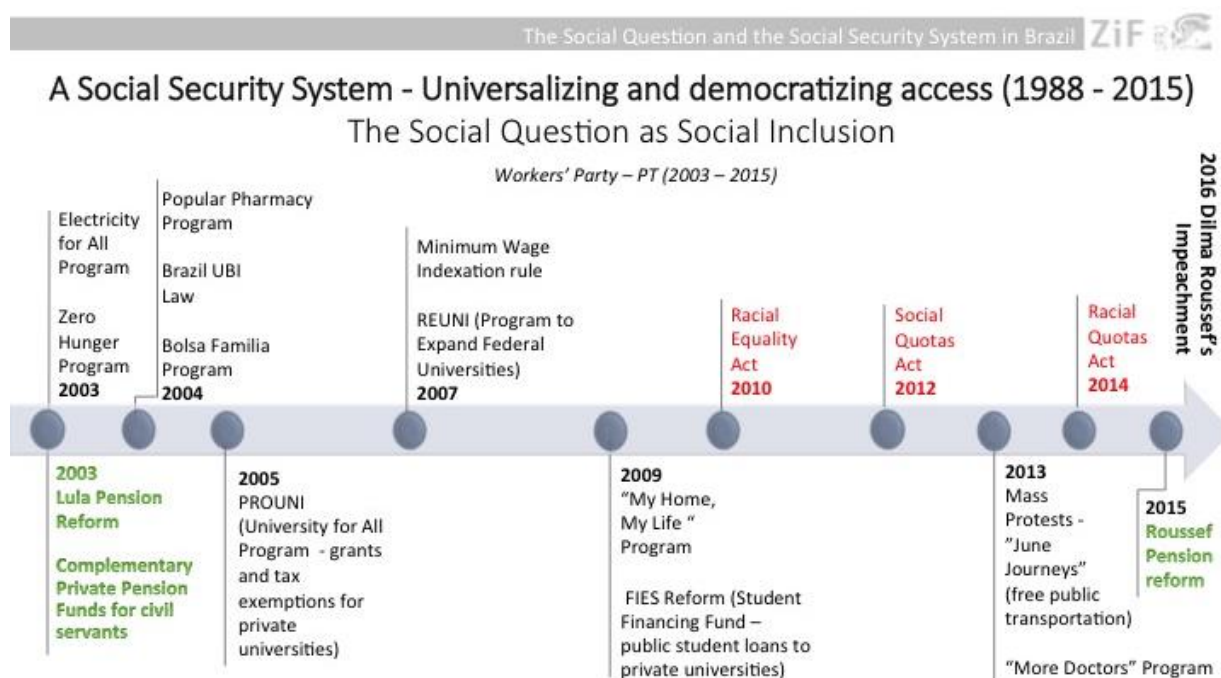 The Social Question and the Social Security System in Brazil
ZiF
A Social Security System - Universalizing and democratizing access (1988 - 2015)
The Social Question as Social Inclusion
Workers' Party – PT (2003 – 2015)
2016 Dilma Roussef's
Impeachment
Electricity
for All
Program
Zero
Hunger
Program
2003
Popular Pharmacy
Program
Brazil UBI
Law
Bolsa Familia
Program
2004
Minimum Wage
Indexation rule
REUNI (Program to
Expand Federal
Universities)
2007
Racial
Equality
Act
2010
Social
Quotas
Act
2012
Racial
Quotas
Act
2014
2003
Lula Pension
Reform
Complementary
Private Pension
Funds for civil
servants
2005
PROUNI
(University for All
Program - grants
and tax
exemptions for
private
universities)
2009
"My Home,
My Life "
Program
FIES Reform (Student
Financing Fund –
public student loans to
private universities)
2013
Mass
Protests -
"June
Journeys"
(free public
transportation)
"More Doctors" Program
2015
Roussef
Pension
reform